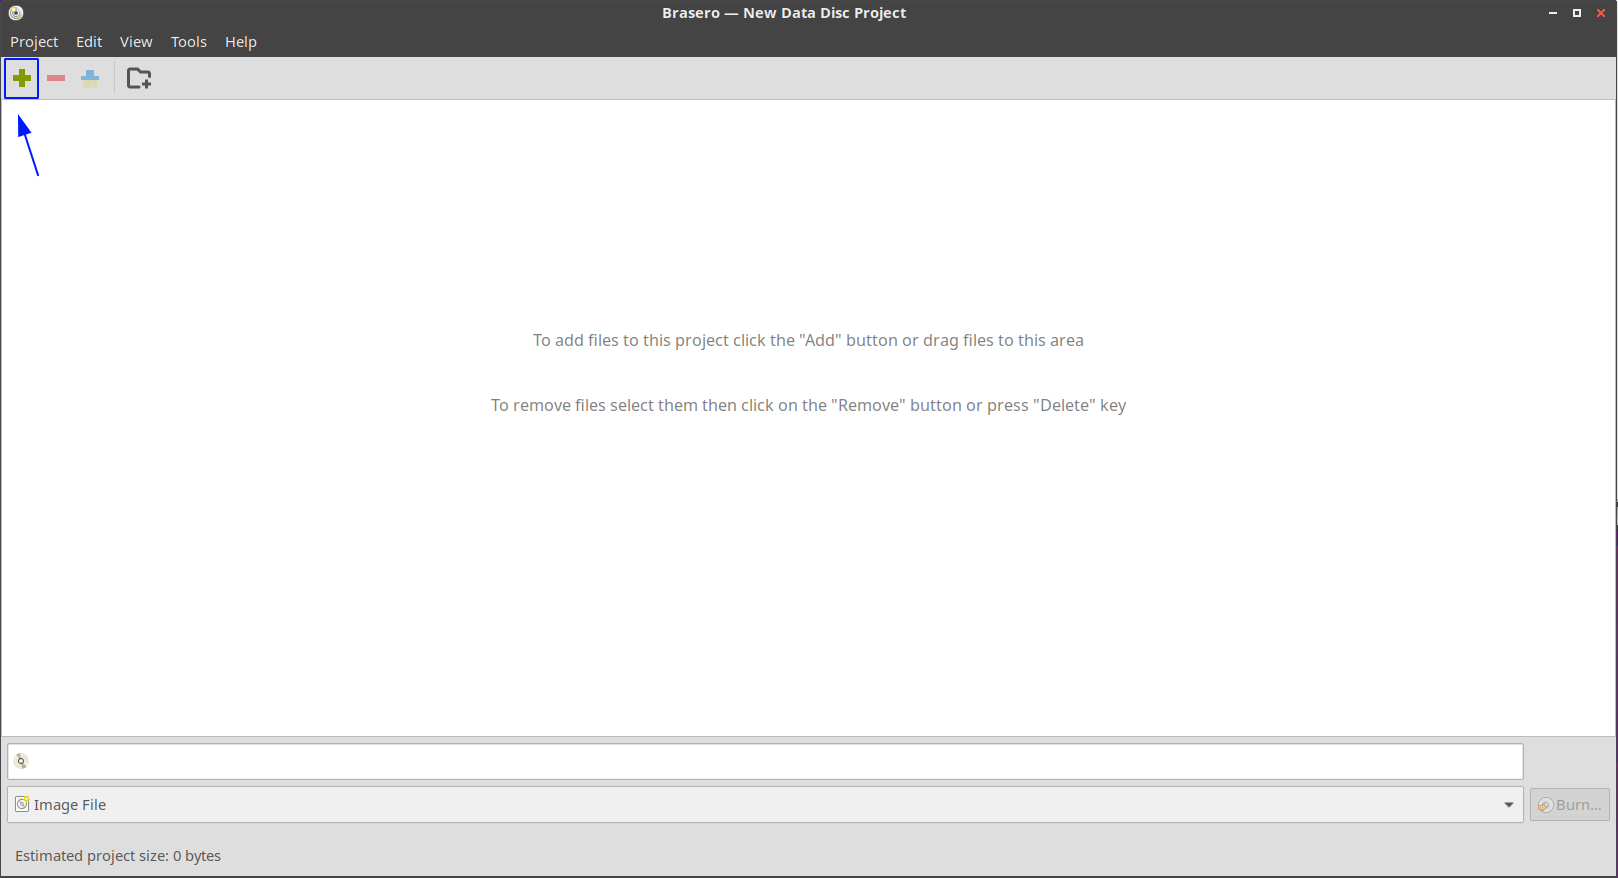 Brasero — New Data Disc Project
Project Edit View Tools Help
To add files to this project click the "Add" button or drag files to this area
To remove files select them then click on the "Remove" button or press "Delete" key
Image File
Burn...
Estimated project size: 0 bytes